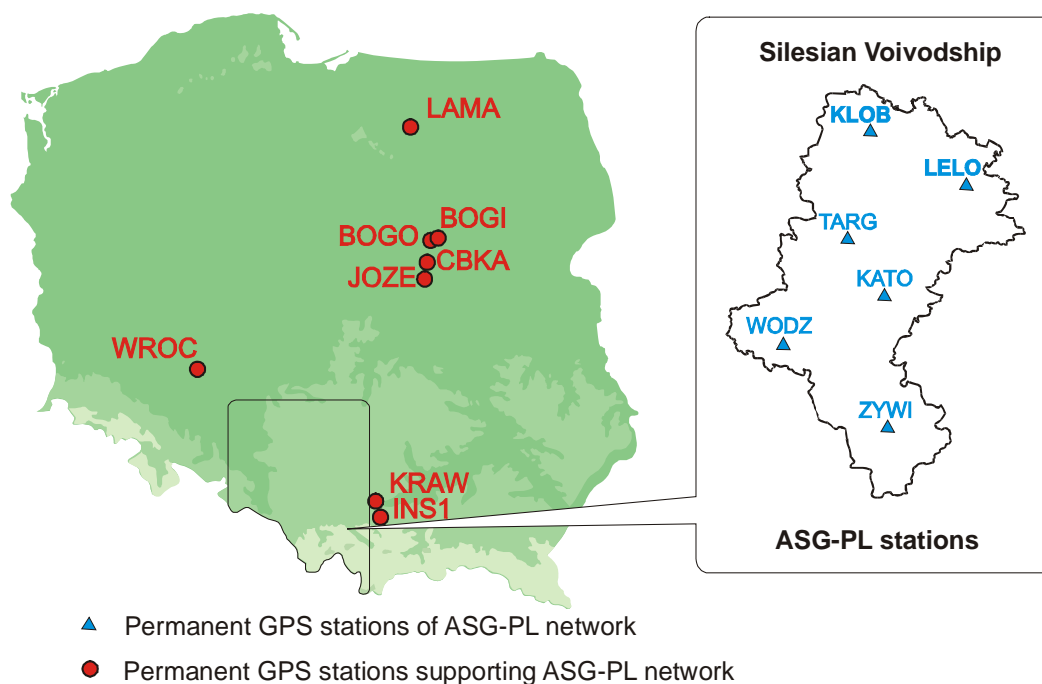 Silesian Voivodship
KLOB
LELO
TARG
KATO
WODZ
ZYWI
ASG-PL stations
LAMA
BOGI
BOGO
CBKA
JOZE
WROC
KRAW
INS1
Permanent GPS stations of ASG-PL network
Permanent GPS stations supporting ASG-PL network